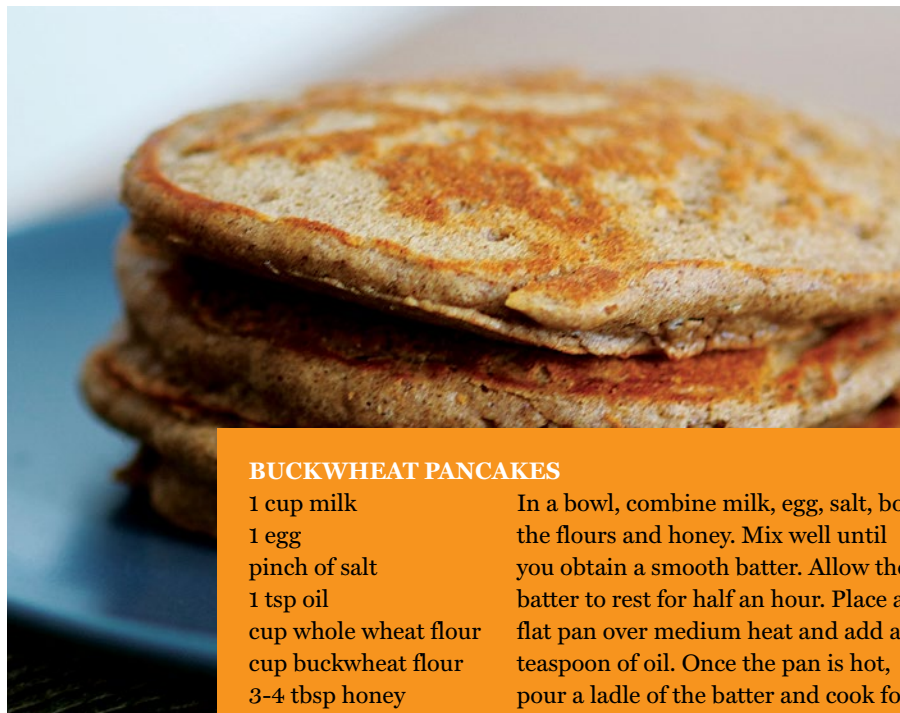 BUCKWHEAT PANCAKES
1 cup milk
1 egg
pinch of salt
1 tsp oil
cup whole wheat flour
cup buckwheat flour
3-4 tbsp honey
In a bowl, combine milk, egg, salt,
the flours and honey. Mix well until
you obtain a smooth batter. Allow
batter to rest for half an hour. Place a
flat pan over medium heat and add a
teaspoon of oil. Once the pan is hot,
pour a ladle of the batter and cook